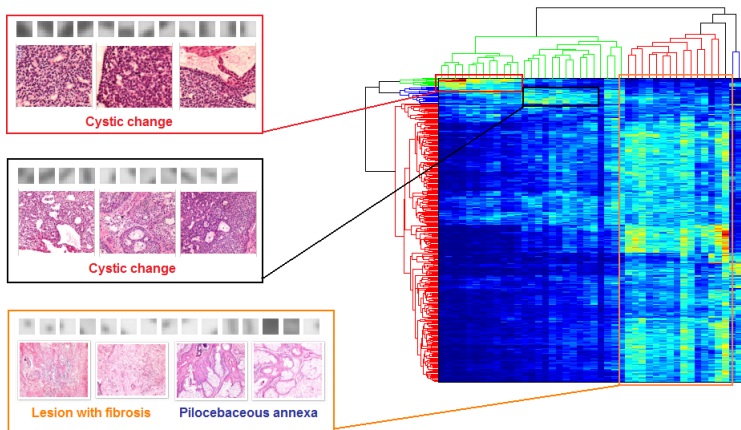 Cystic change
Cystic change
Lesion with fibrosis
Pilocebaceous annexa